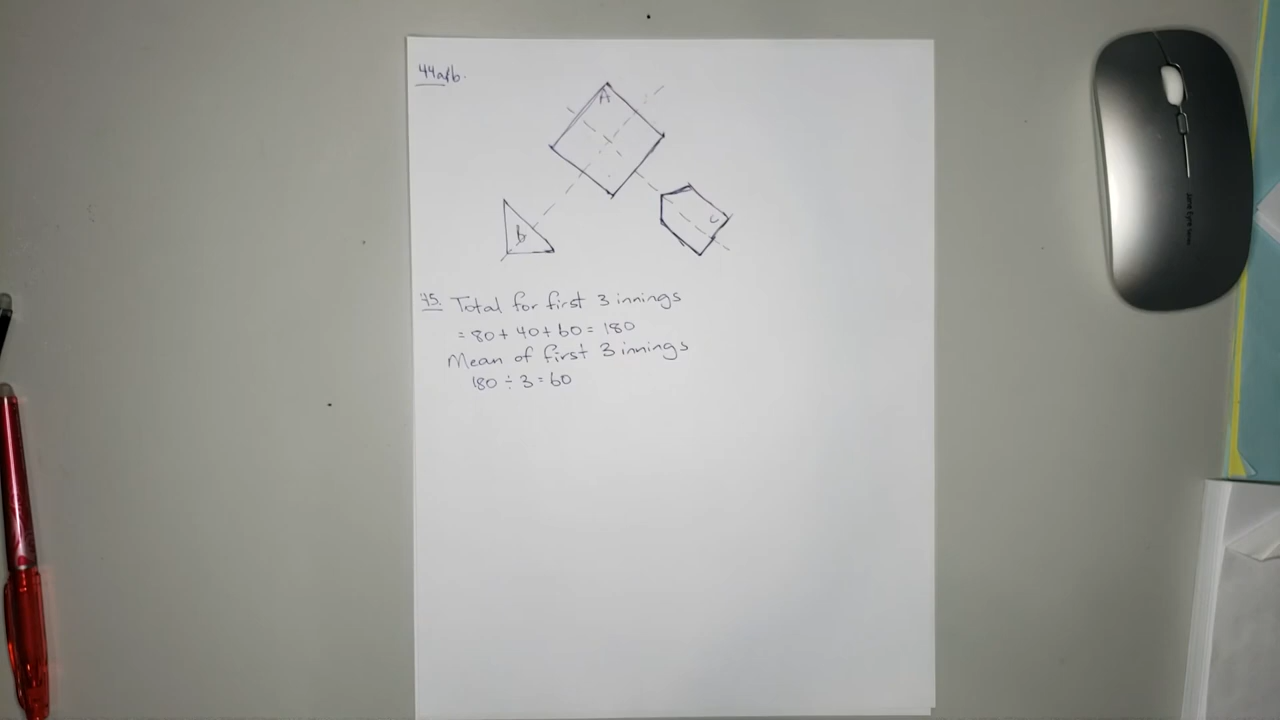 44a/b.
A
b
C
45. Total for first 3 innings
= 80 + 40 + 60 = 180
Mean of first 3 innings
180 ÷ 3 = 60